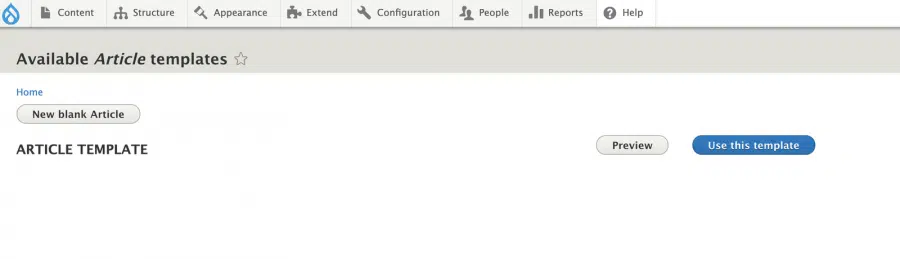 Content Structure Appearance Extend Configuration People Reports Help
Available Article templates
Home
New blank Article
ARTICLE TEMPLATE Preview Use this template